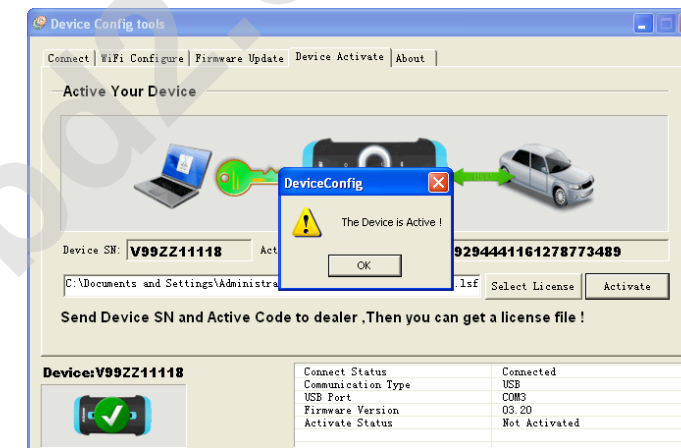 Device Config tools
Connect WiFi Configure Firmware Update Device Activate About
Active Your Device
DeviceConfig
The Device is Active !
OK
Device SN: V99ZZ11118 Act 9294441161278773489
C:\Documents and Settings\Administra .lsf Select License Activate
Send Device SN and Active Code to dealer ,Then you can get a license file !
Device:V99ZZ11118
Connect Status Connected
Communication Type USB
USB Port COM3
Firmware Version 03.20
Activate Status Not Activated